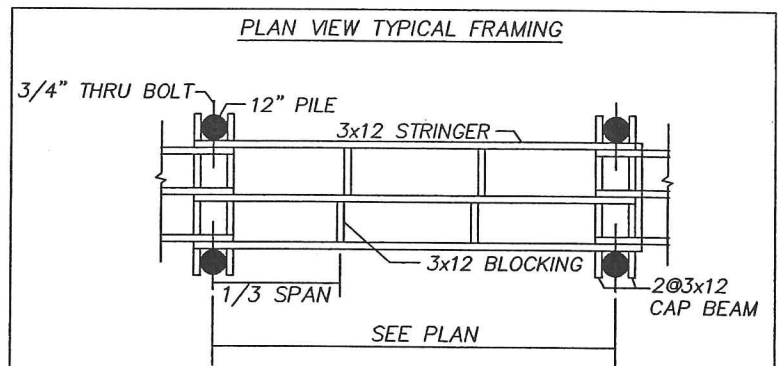 PLAN VIEW TYPICAL FRAMING
3/4" THRU BOLT
12" PILE
3x12 STRINGER
3x12 BLOCKING
1/3 SPAN
2@3x12
CAP BEAM
SEE PLAN